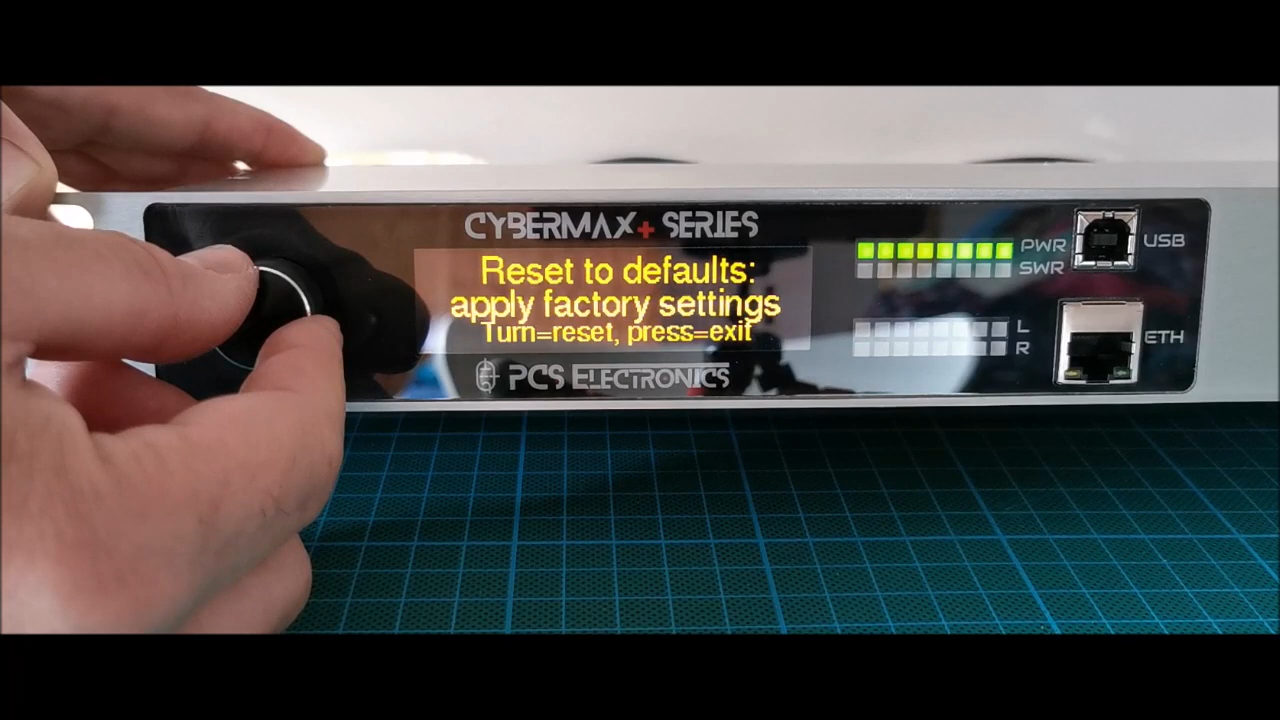 CYBERMAX+ SERIES
Reset to defaults:
apply factory settings
Turn=reset, press=exit
PCS ELECTRONICS
PWR
SWR
L
R
USB
ETH